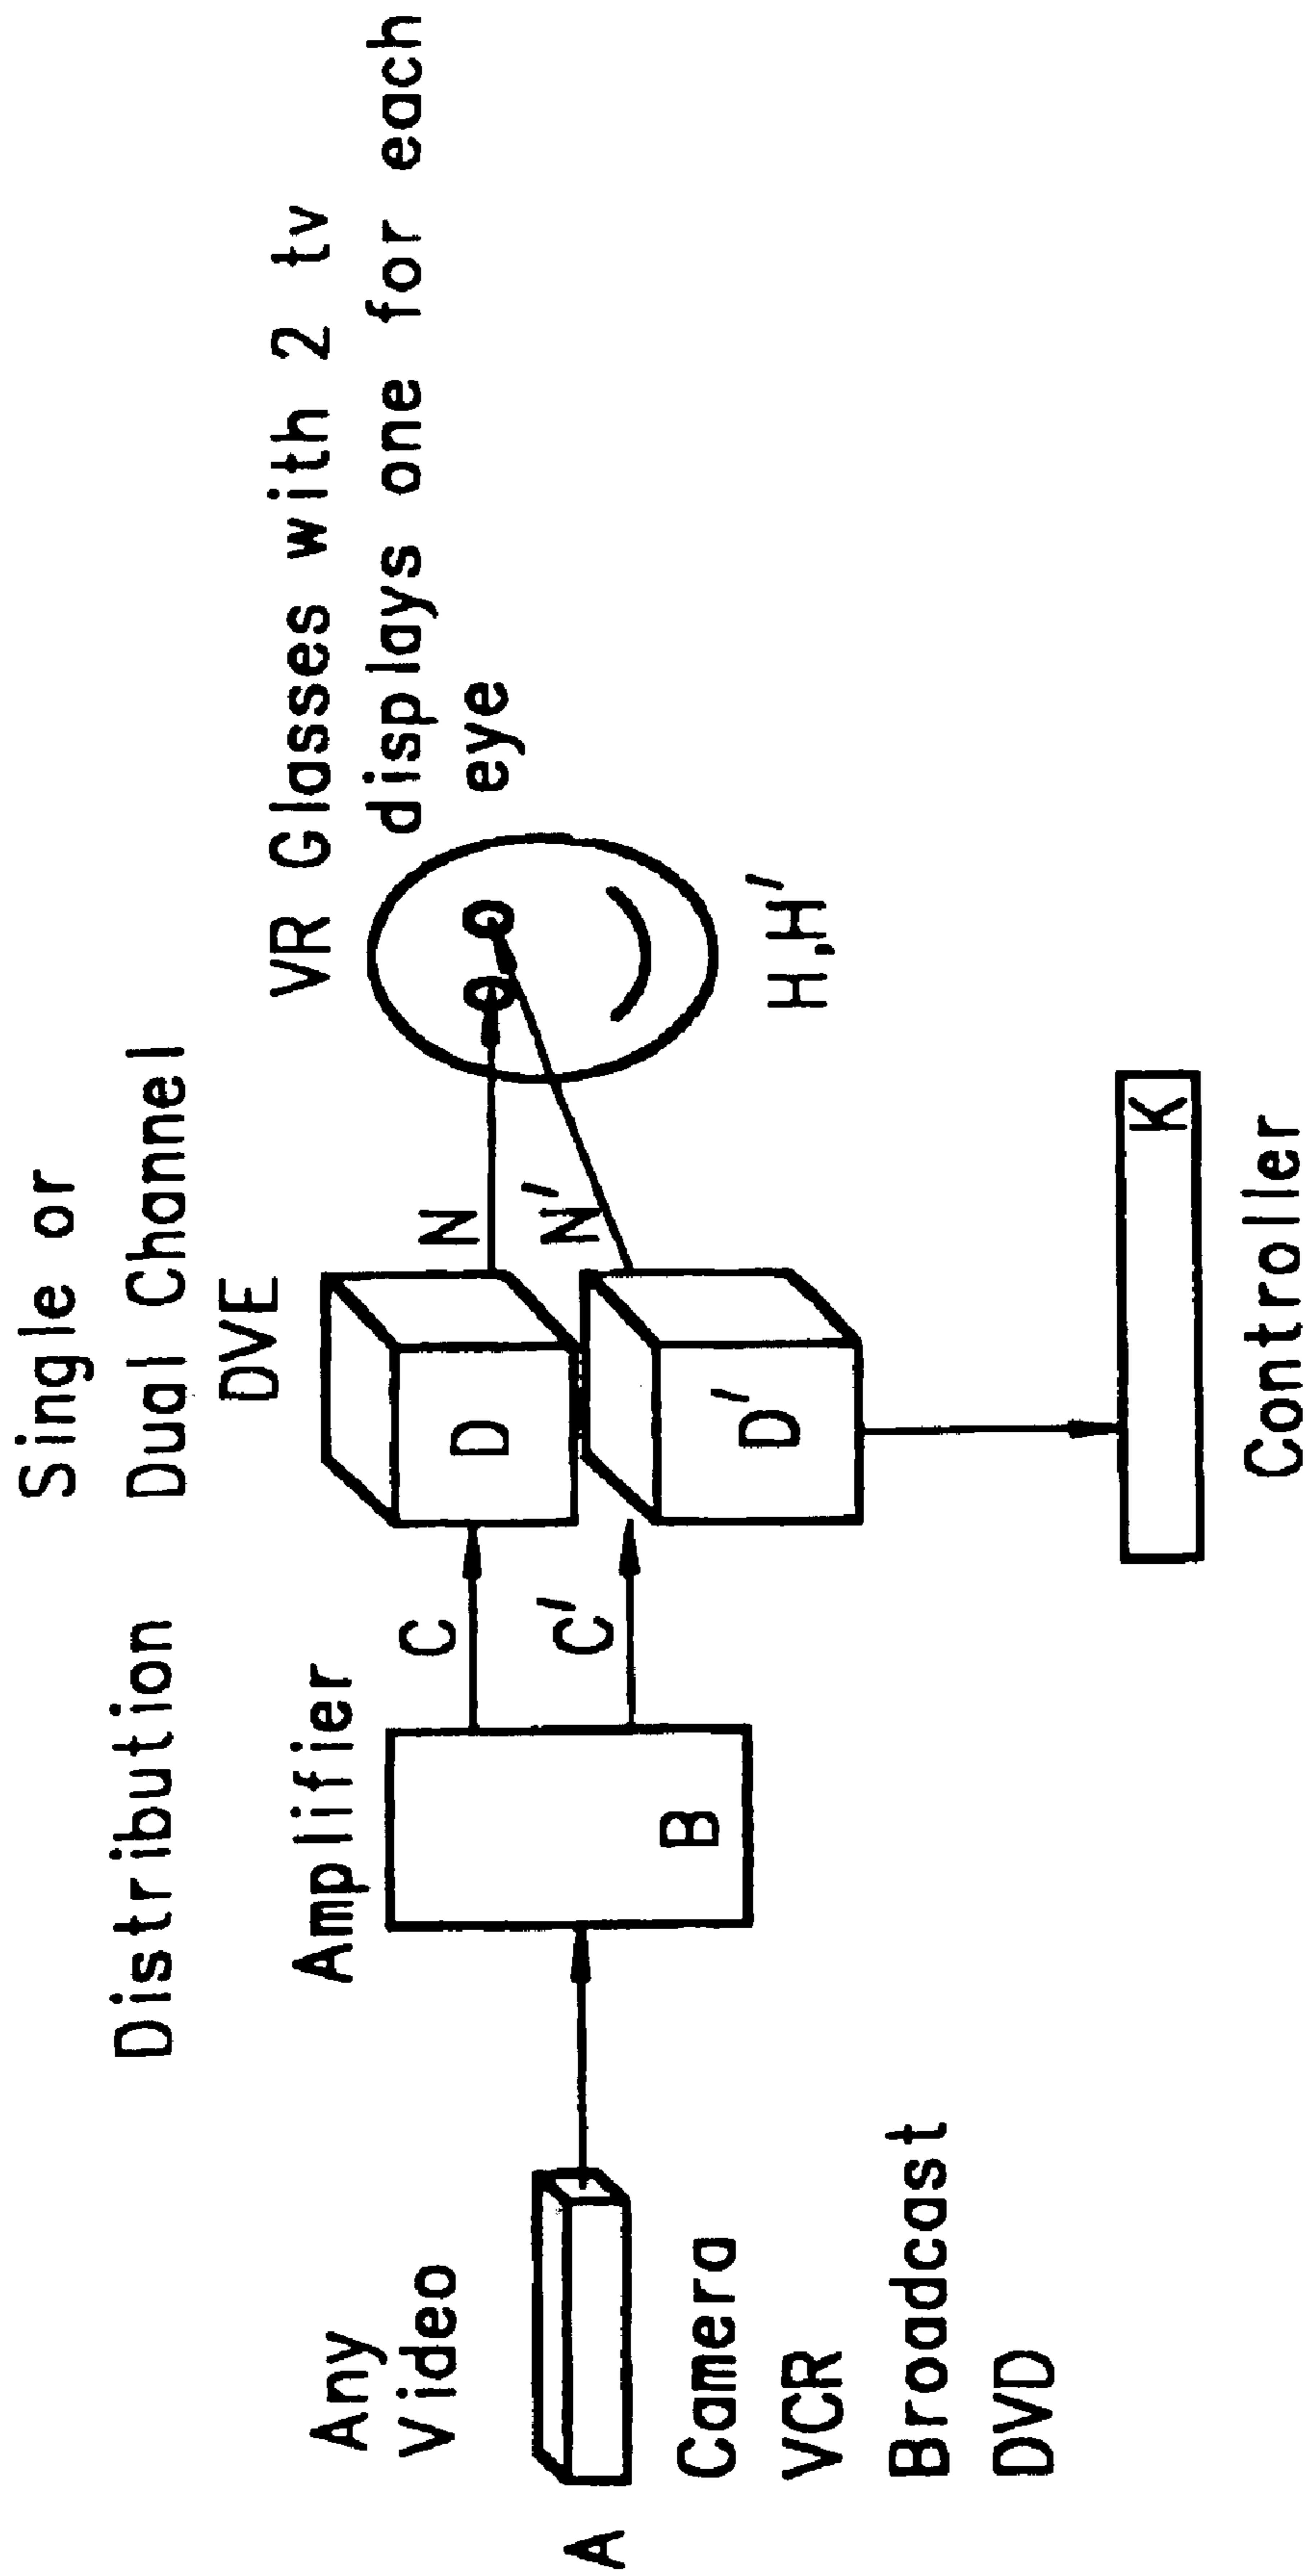 A
Any
Video
Camera
VCR
Broadcast
DVD
Distribution
Amplifier
B
C
C'
Single or
Dual Channel
DVE
D
D'
N
N'
VR Glasses with 2 tv
displays one for each
eye
H,H'
K
Controller